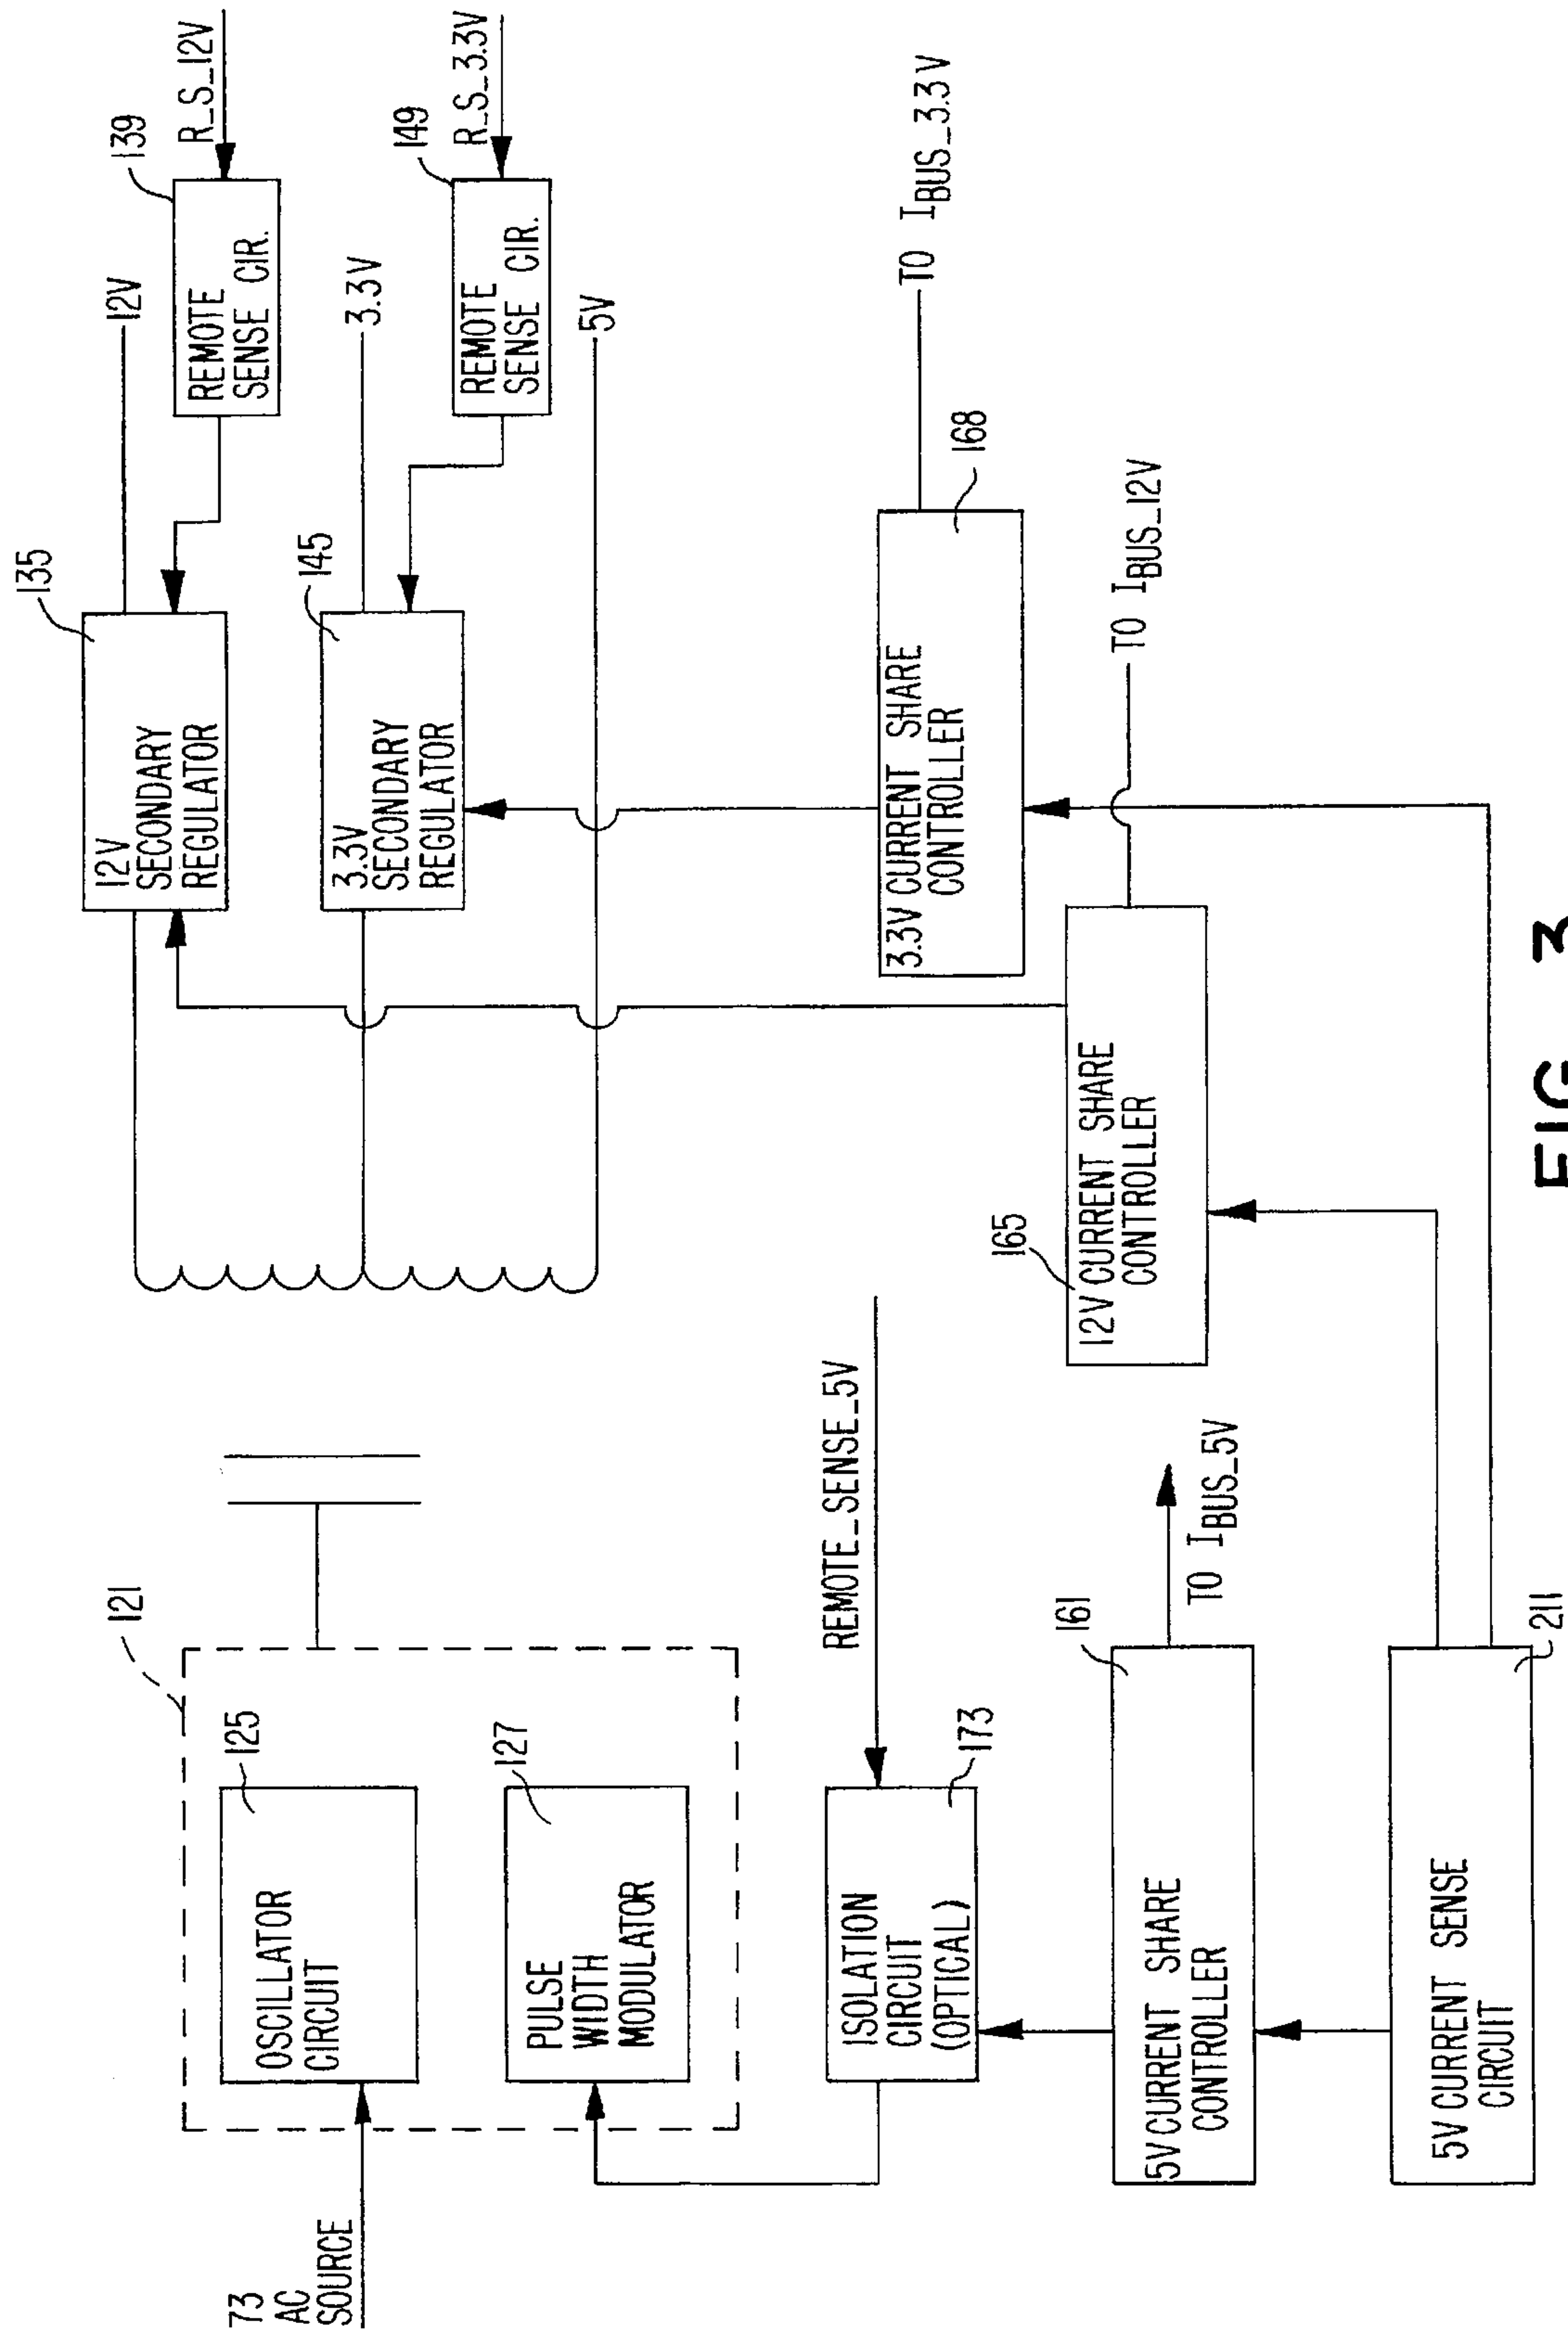 73
AC
SOURCE
121
OSCILLATOR
CIRCUIT
125
PULSE
WIDTH
MODULATOR
127
12V
SECONDARY
REGULATOR
135
12V
REMOTE
SENSE CIR.
139
R_S_12V
3.3V
SECONDARY
REGULATOR
145
3.3V
REMOTE
SENSE CIR.
149
R_S_3.3V
5V
ISOLATION
CIRCUIT
(OPTICAL)
173
REMOTE_SENSE_5V
3.3V CURRENT SHARE
CONTROLLER
168
TO IBUS_3.3V
5V CURRENT SHARE
CONTROLLER
161
TO IBUS_5V
165
12V CURRENT SHARE
CONTROLLER
TO IBUS_12V
5V CURRENT SENSE
CIRCUIT
211
FIG. 3